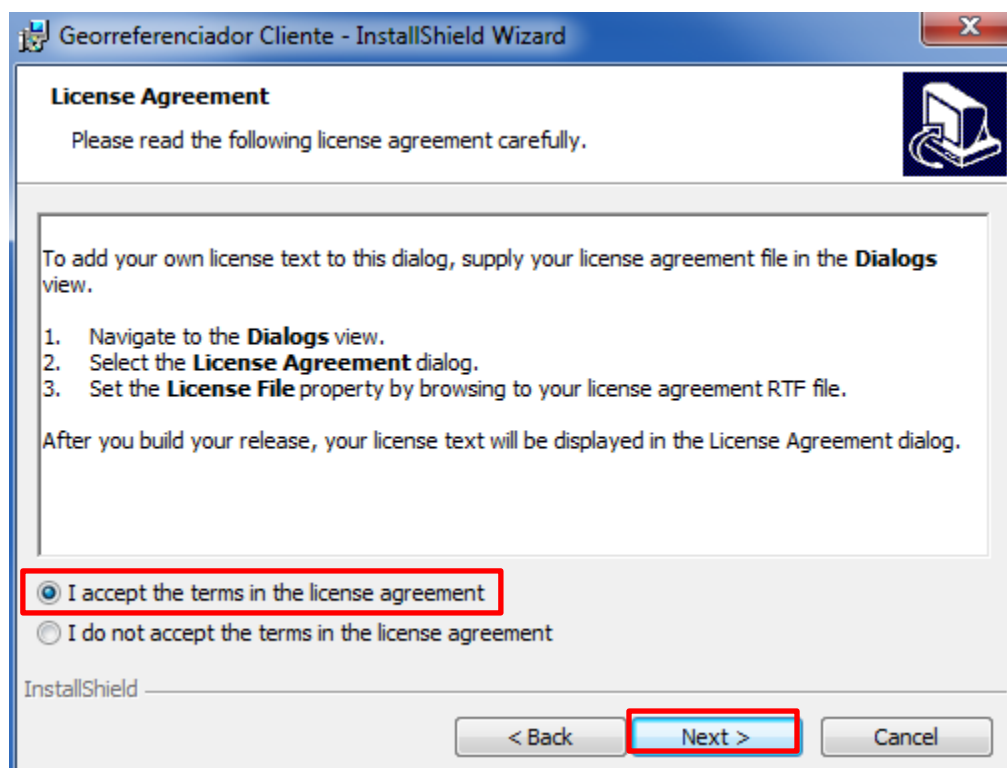 Georreferenciador Cliente - InstallShield Wizard
X
License Agreement
Please read the following license agreement carefully.
To add your own license text to this dialog, supply your license agreement file in the Dialogs
view.
1. Navigate to the Dialogs view.
2. Select the License Agreement dialog.
3. Set the License File property by browsing to your license agreement RTF file.
After you build your release, your license text will be displayed in the License Agreement dialog.
I accept the terms in the license agreement
I do not accept the terms in the license agreement
InstallShield
< Back Next > Cancel